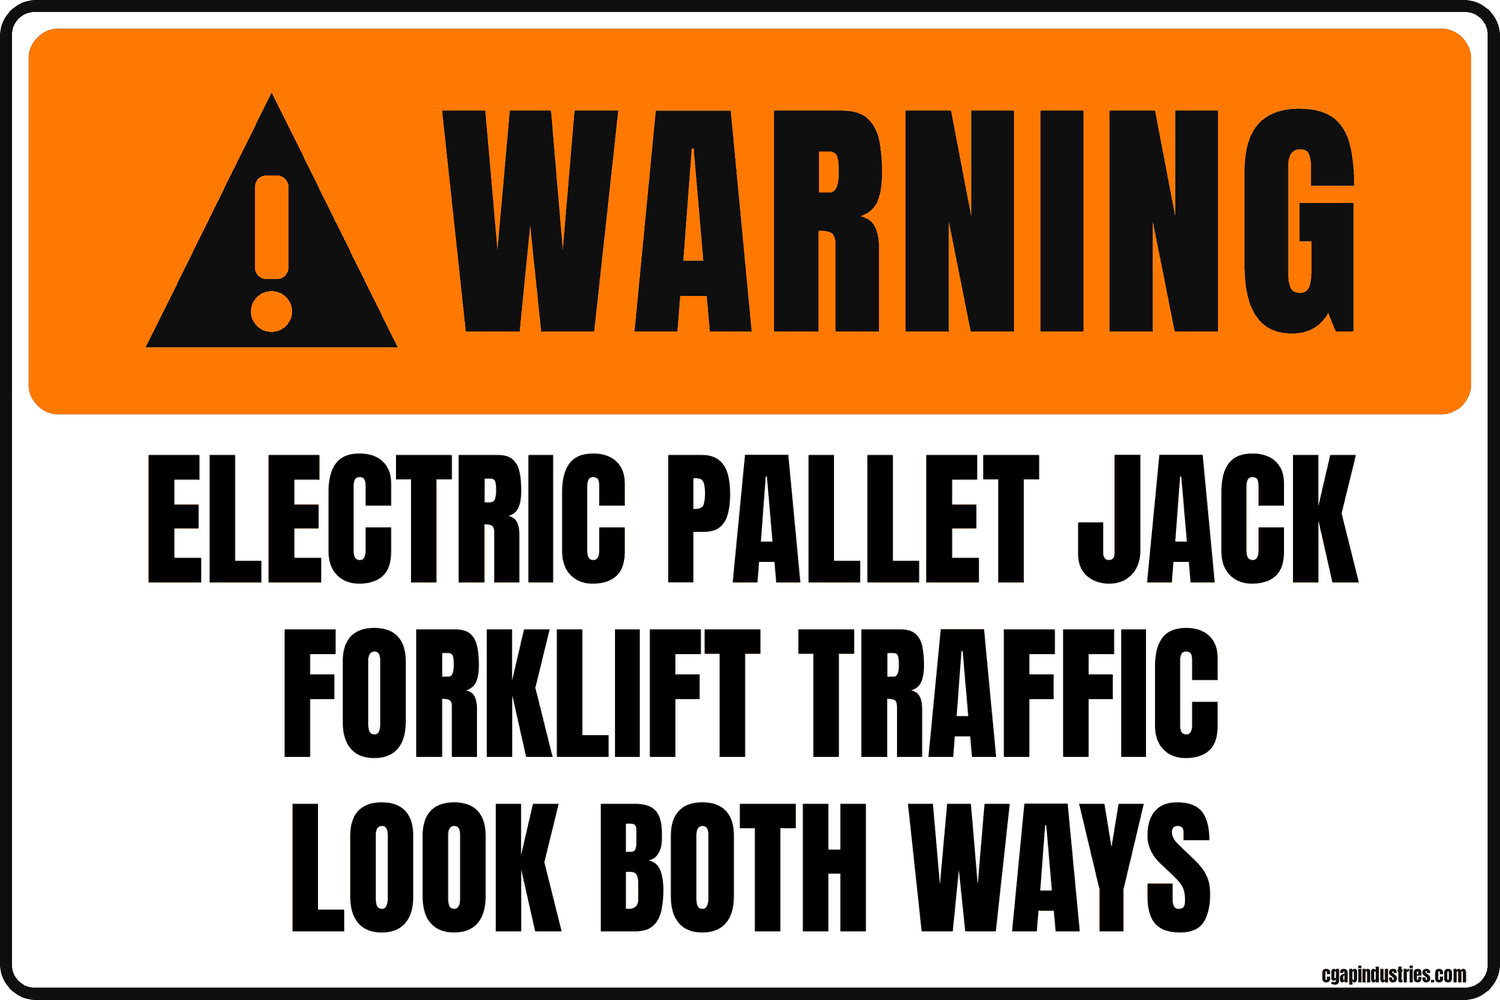 WARNING
ELECTRIC PALLET JACK
FORKLIFT TRAFFIC
LOOK BOTH WAYS
cgapindustries.com